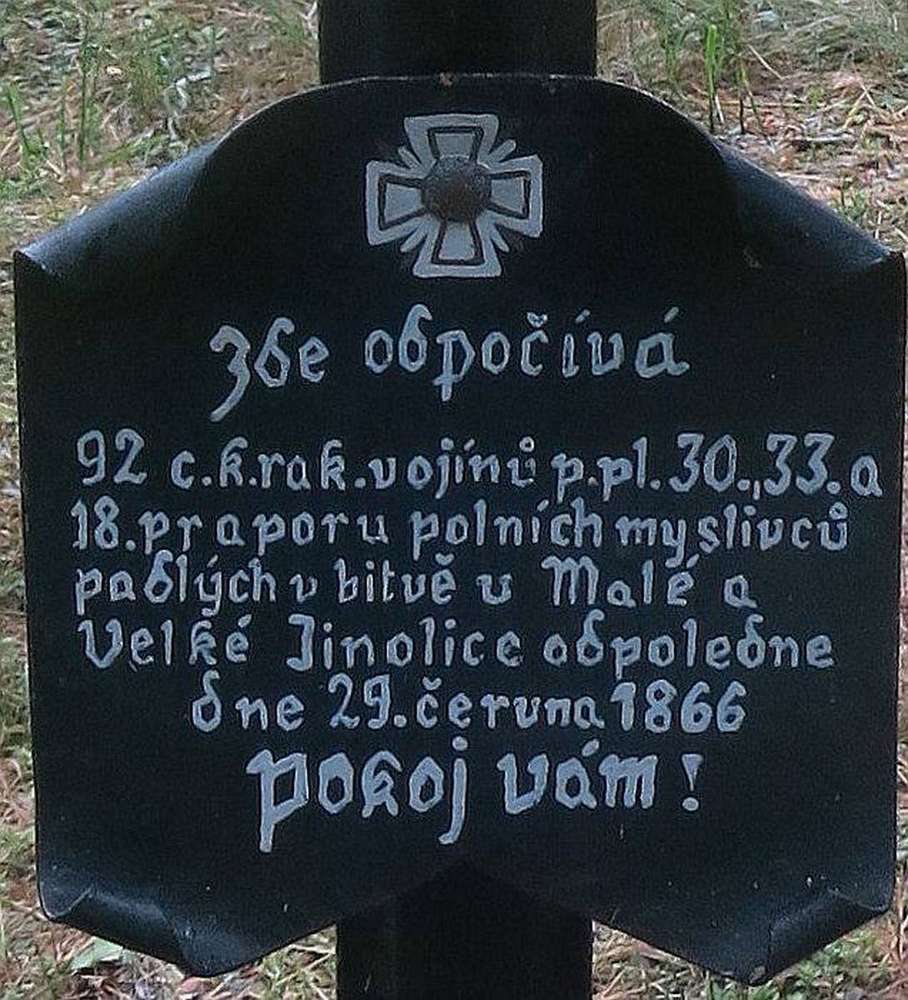 Zde odpočívá
92 c.k.rak.vojínů p.pl.30.,33.a
18.praporu polních myslivců
padlých v bitvě u Malé a
Velké Jinolice odpoledne
dne 29.června 1866
Pokoj vám!